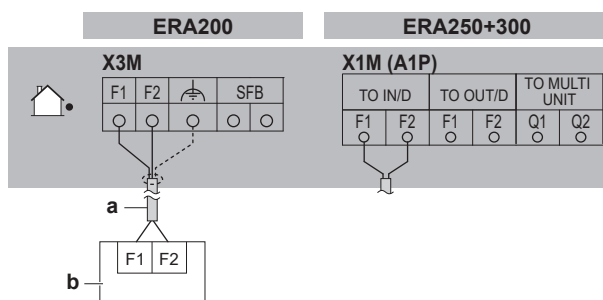 ERA200
ERA250+300
X3M
F1 F2 SFB
X1M (A1P)
TO IN/D TO OUT/D TO MULTI UNIT
F1 F2 F1 F2 Q1 Q2
a
F1 F2
b